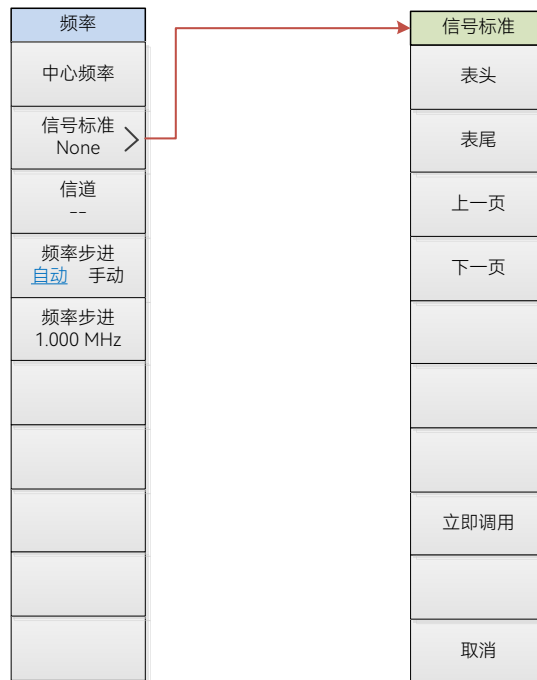 频率
中心频率
信号标准
None
信道
--
频率步进
自动 手动
频率步进
1.000 MHz
信号标准
表头
表尾
上一页
下一页
立即调用
取消